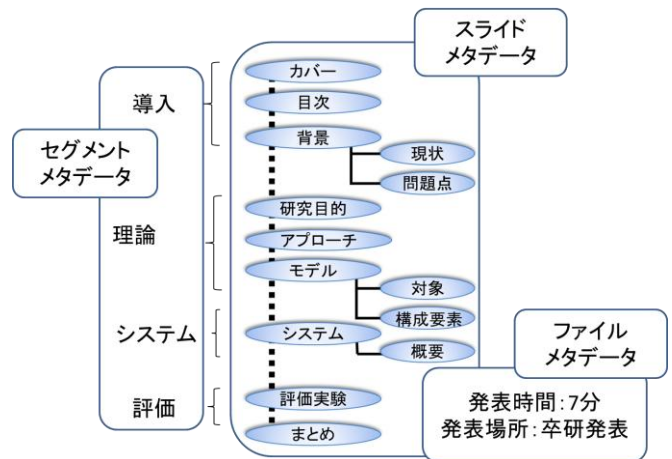 スライド
メタデータ
カバー
導入
目次
背景
セグメント
メタデータ
現状
問題点
研究目的
理論
アプローチ
モデル
対象
構成要素
システム
システム
概要
ファイル
メタデータ
発表時間:7分
発表場所:卒研発表
評価
評価実験
まとめ